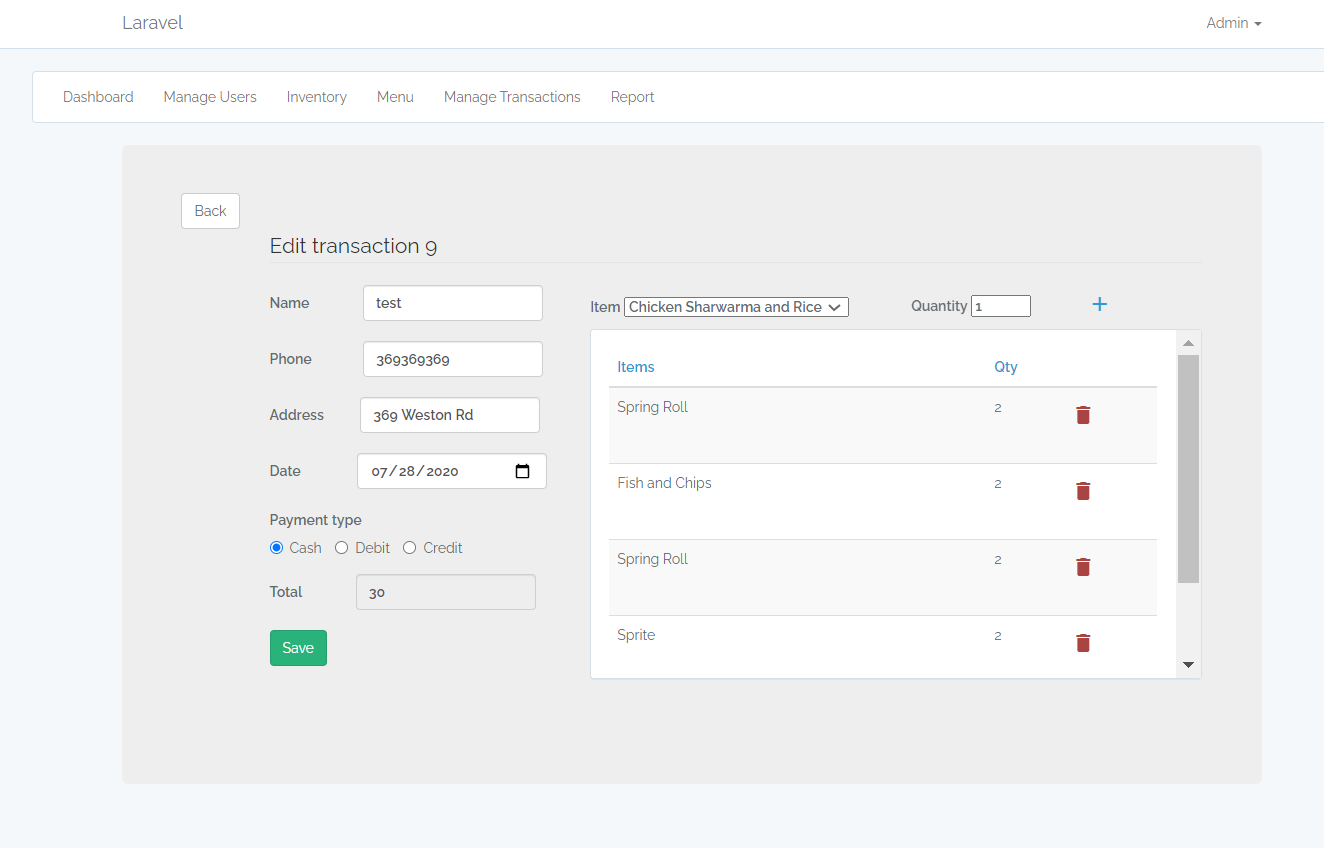 Laravel
Admin
Dashboard Manage Users Inventory Menu Manage Transactions Report
Back
Edit transaction 9
Name test
Phone 369369369
Address 369 Weston Rd
Date 07/28/2020
Payment type
Cash Debit Credit
Total 30
Save
Item Chicken Sharwarma and Rice Quantity 1 +
Items Qty
Spring Roll 2
Fish and Chips 2
Spring Roll 2
Sprite 2